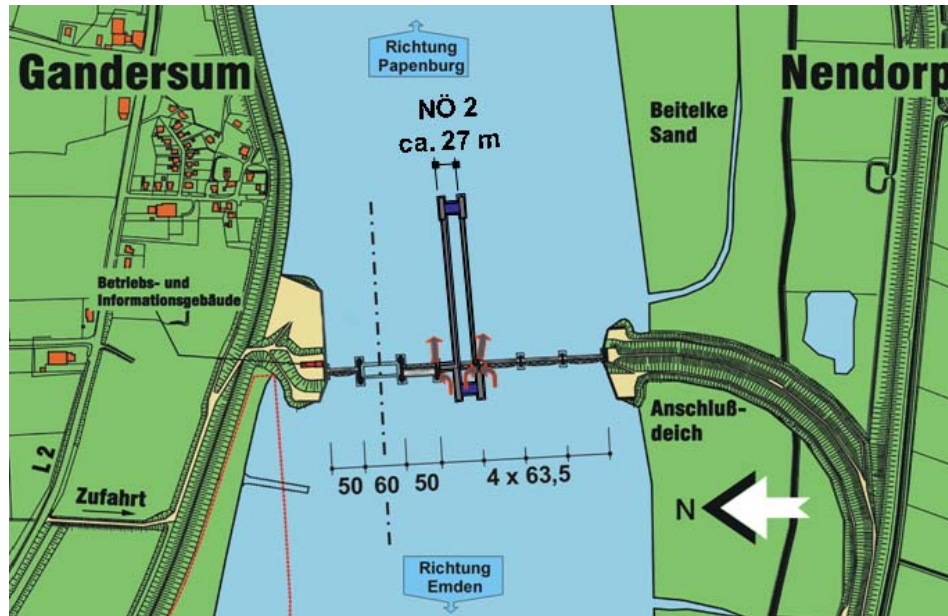 Richtung
Papenburg
Gandersum
Nendorp
NÖ 2
ca. 27 m
Beitelke
Sand
Betriebs- und
Informationsgebäude
Anschluß-
deich
L 2
Zufahrt
50 60 50 4 x 63,5
N
Richtung
Emden